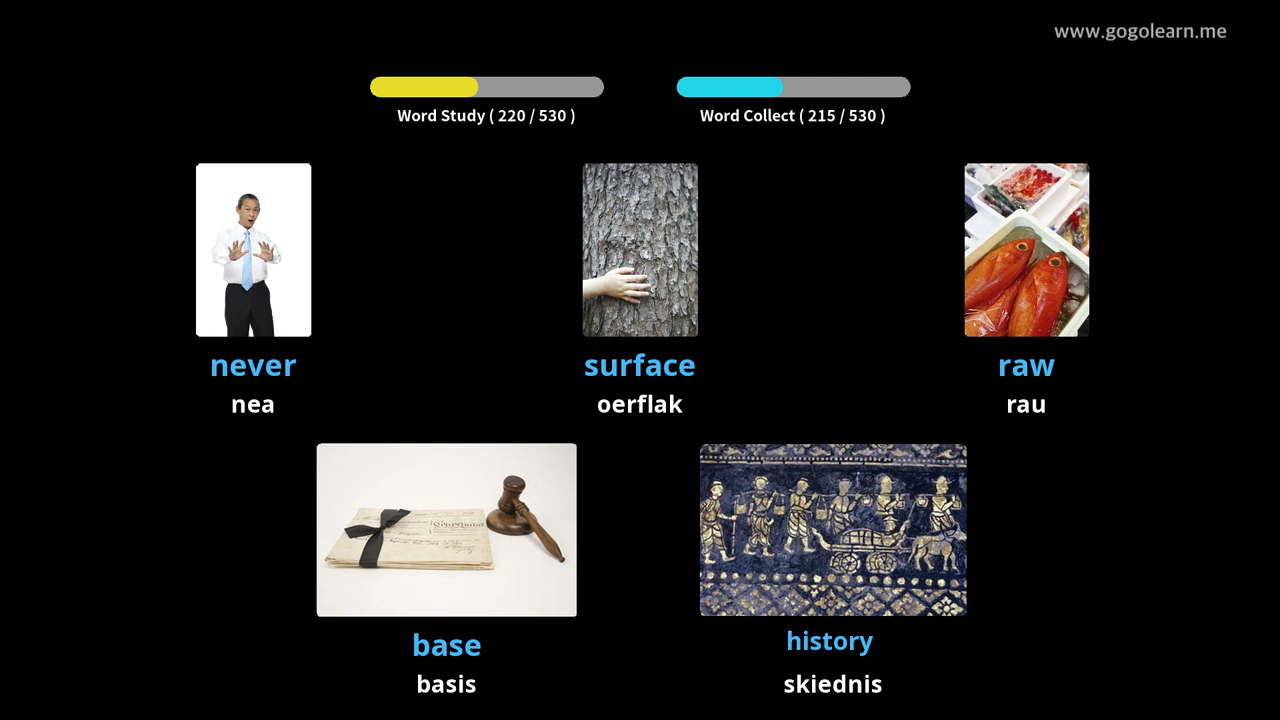 www.gogolearn.me
Word Study ( 220 / 530 )
Word Collect ( 215 / 530 )
never
nea
surface
oerflak
raw
rau
base
basis
history
skiednis